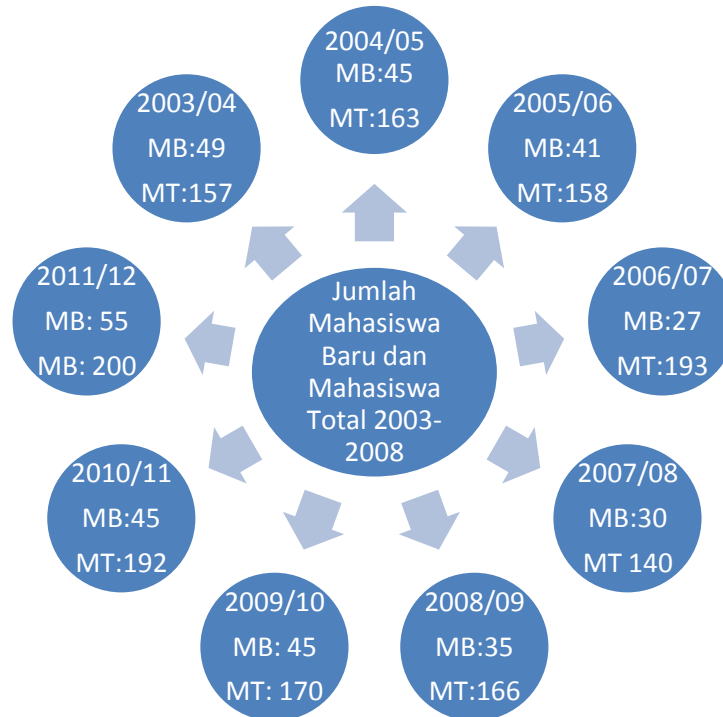 2004/05
MB:45
MT:163
2005/06
MB:41
MT:158
2006/07
MB:27
MT:193
2007/08
MB:30
MT 140
2008/09
MB:35
MT:166
2009/10
MB: 45
MT: 170
2010/11
MB:45
MT:192
2011/12
MB: 55
MB: 200
2003/04
MB:49
MT:157
Jumlah
Mahasiswa
Baru dan
Mahasiswa
Total 2003-
2008